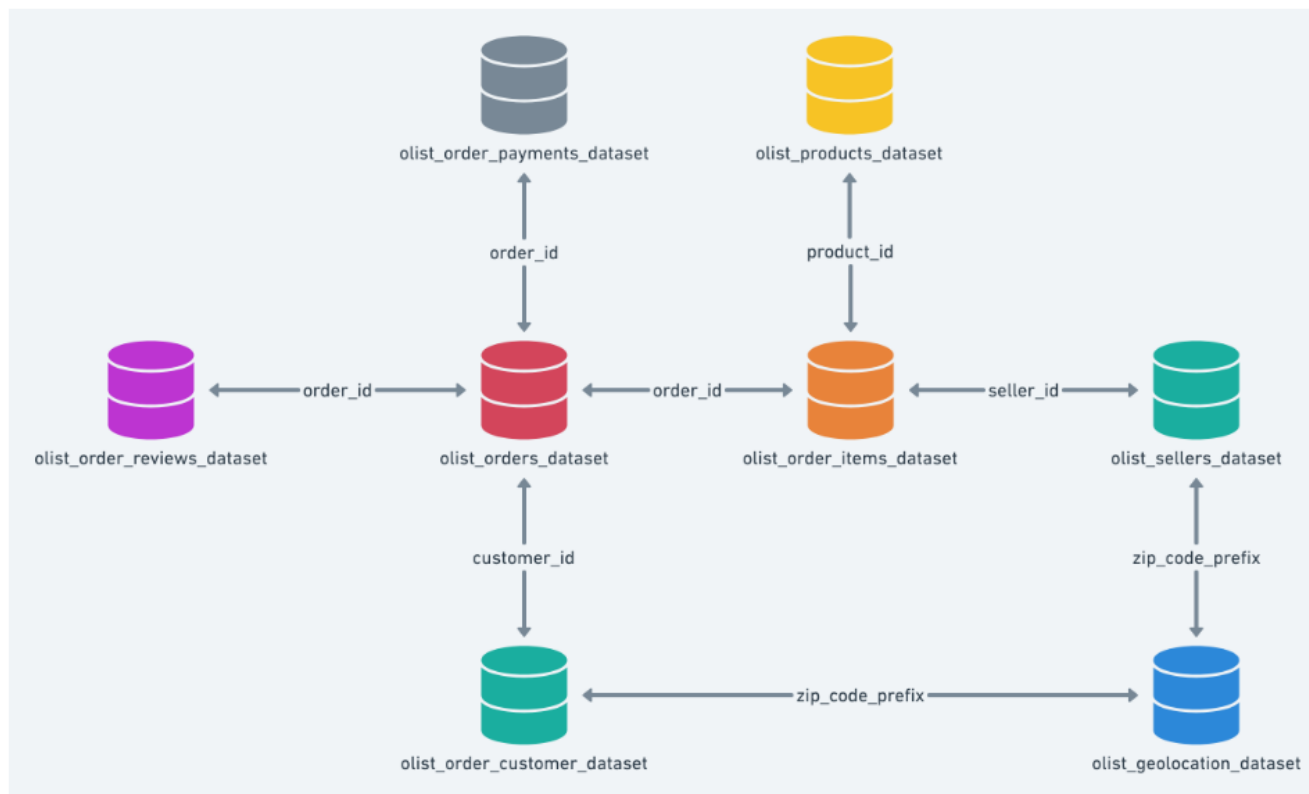 olist_order_payments_dataset
olist_products_dataset
order_id
product_id
order_id
order_id
seller_id
olist_order_reviews_dataset
olist_orders_dataset
olist_order_items_dataset
olist_sellers_dataset
customer_id
zip_code_prefix
zip_code_prefix
olist_order_customer_dataset
olist_geolocation_dataset